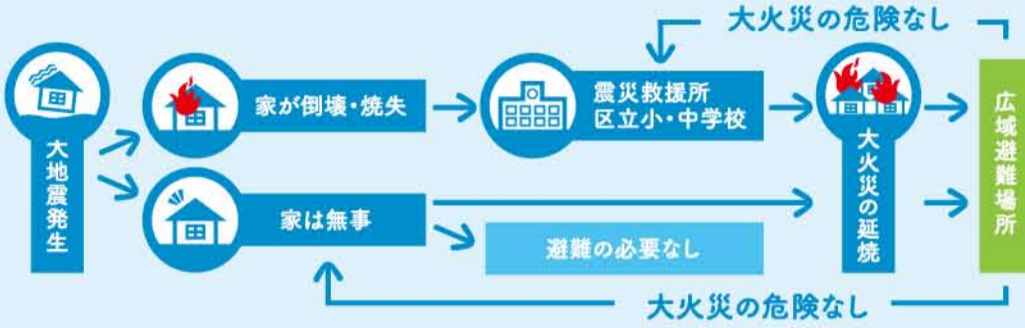 大火災の危険なし
大地震発生
家が倒壊・焼失
震災救援所
区立小・中学校
大火災の延焼
広域避難場所
家は無事
避難の必要なし
大火災の危険なし